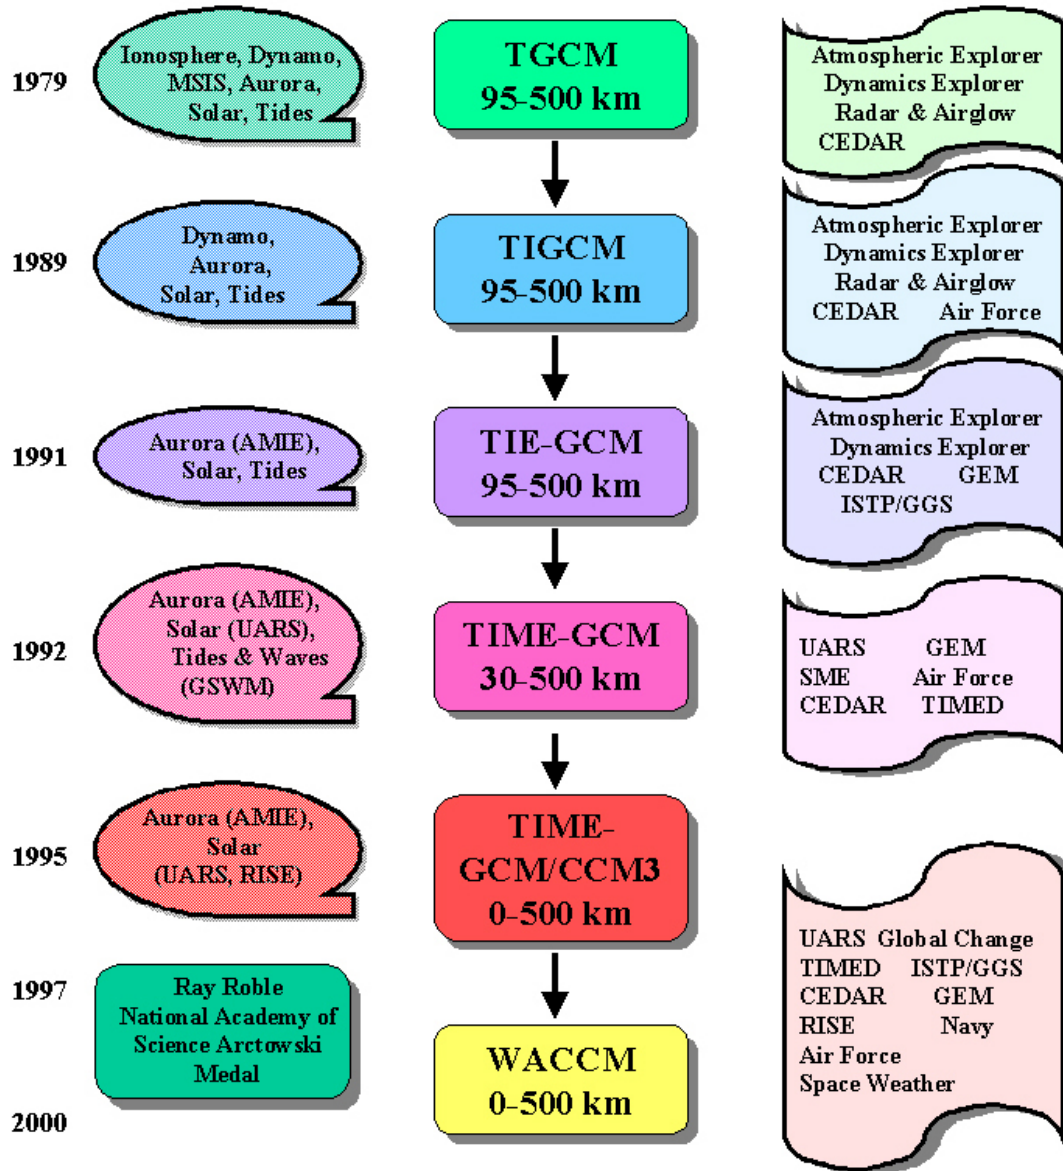 1979
Ionosphere, Dynamo,
MSIS, Aurora,
Solar, Tides
TGCM
95-500 km
Atmospheric Explorer
Dynamics Explorer
Radar & Airglow
CEDAR
1989
Dynamo,
Aurora,
Solar, Tides
TIGCM
95-500 km
Atmospheric Explorer
Dynamics Explorer
Radar & Airglow
CEDAR Air Force
1991
Aurora (AMIE),
Solar, Tides
TIE-GCM
95-500 km
Atmospheric Explorer
Dynamics Explorer
CEDAR GEM
ISTP/GGS
1992
Aurora (AMIE),
Solar (UARS),
Tides & Waves
(GSWM)
TIME-GCM
30-500 km
UARS GEM
SME Air Force
CEDAR TIMED
1995
Aurora (AMIE),
Solar
(UARS, RISE)
TIME-
GCM/CCM3
0-500 km
UARS Global Change
TIMED ISTP/GGS
CEDAR GEM
RISE Navy
Air Force
Space Weather
1997
Ray Roble
National Academy of
Science Arctowski
Medal
WACCM
0-500 km
2000